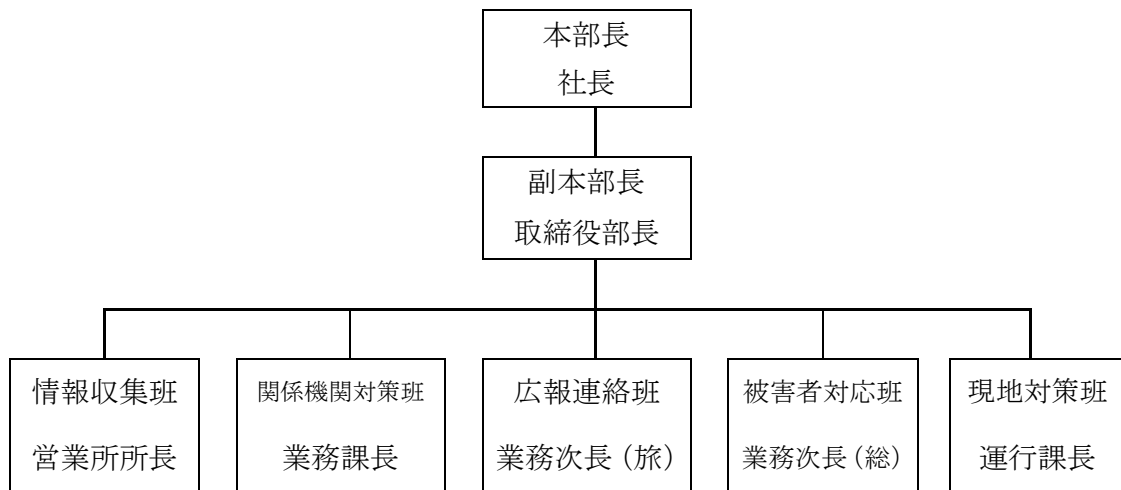 本部長
社長
副本部長
取締役部長
情報収集班
営業所所長
関係機関対策班
業務課長
広報連絡班
業務次長（旅）
被害者対応班
業務次長（総）
現地対策班
運行課長